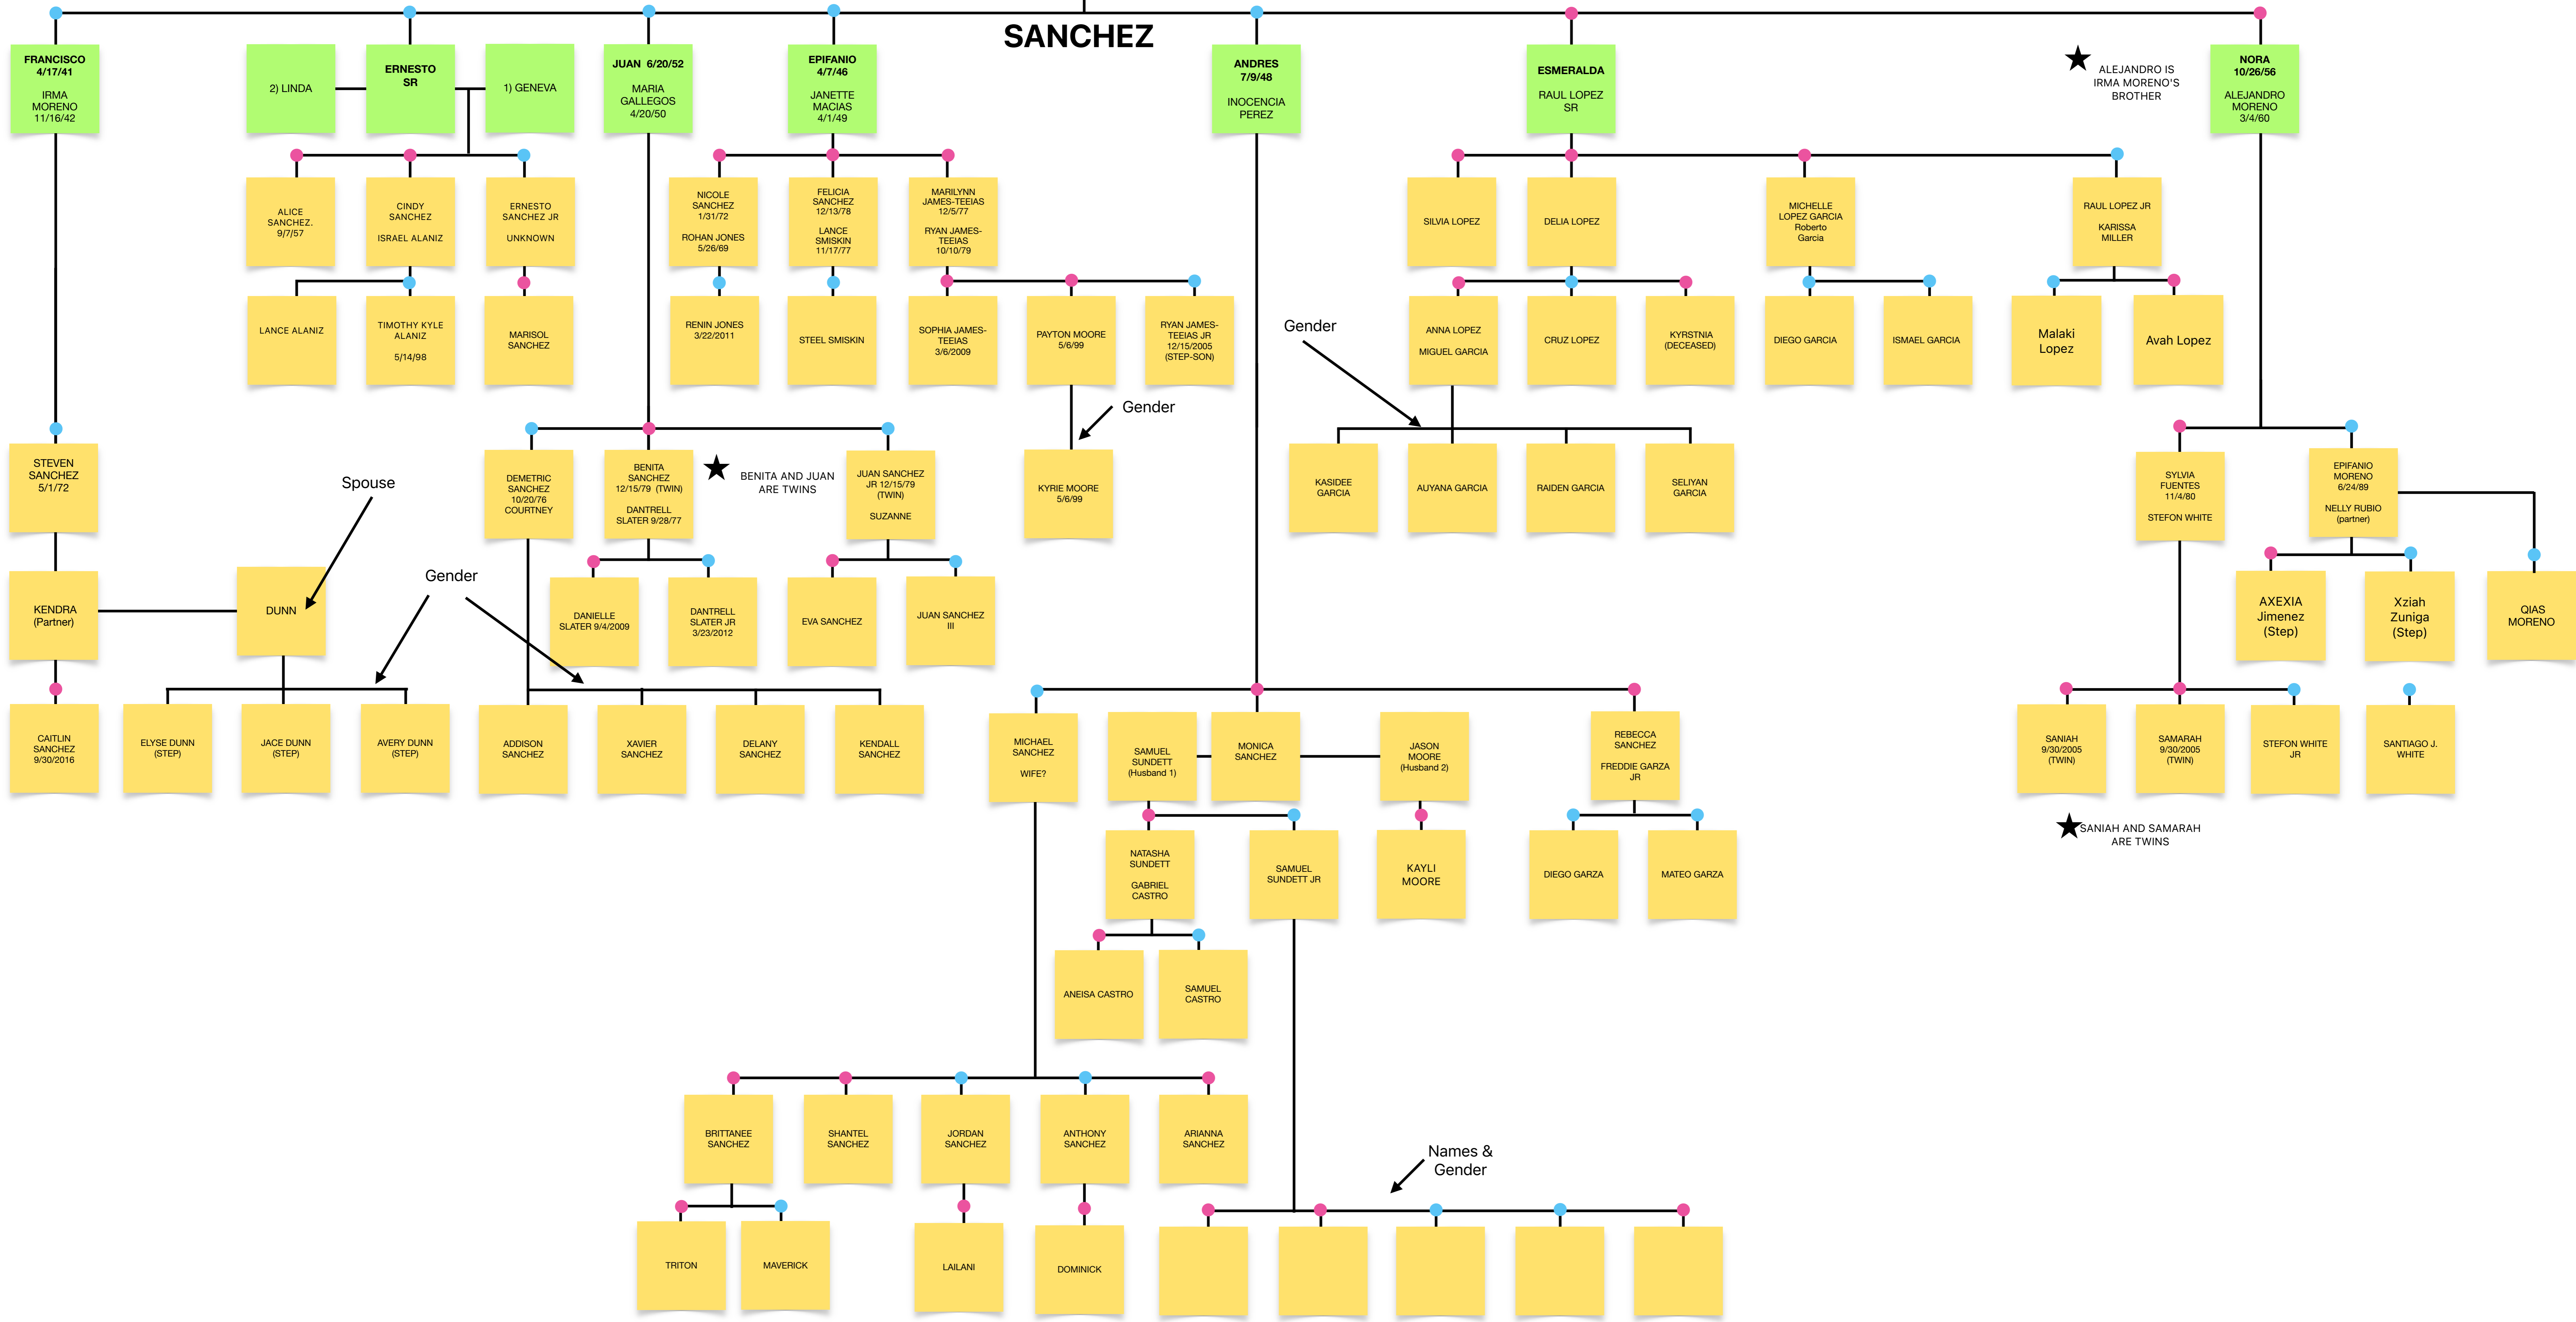 SANCHEZ
FRANCISCO
4/17/41
IRMA
MORENO
11/16/42
2) LINDA
ERNESTO
SR
1) GENEVA
JUAN 6/20/52
MARIA
GALLEGOS
4/20/50
EPIFANIO
4/7/46
JANETTE
MACIAS
4/1/49
ANDRES
7/9/48
INOCENCIA
PEREZ
ESMERALDA
RAUL LOPEZ
SR
ALEJANDRO IS
IRMA MORENO'S
BROTHER
NORA
10/26/56
ALEJANDRO
MORENO
3/4/60
ALICE
SANCHEZ.
9/7/57
CINDY
SANCHEZ
ISRAEL ALANIZ
ERNESTO
SANCHEZ JR
UNKNOWN
NICOLE
SANCHEZ
1/31/72
ROHAN JONES
5/26/69
FELICIA
SANCHEZ
12/13/78
LANCE
SMISKIN
11/17/77
MARILYNN
JAMES-TEEIAS
12/5/77
RYAN JAMES-
TEEIAS
10/10/79
SILVIA LOPEZ
DELIA LOPEZ
MICHELLE
LOPEZ GARCIA
Roberto
Garcia
RAUL LOPEZ JR
KARISSA
MILLER
LANCE ALANIZ
TIMOTHY KYLE
ALANIZ
5/14/98
MARISOL
SANCHEZ
RENIN JONES
3/22/2011
STEEL SMISKIN
SOPHIA JAMES-
TEEIAS
3/6/2009
PAYTON MOORE
5/6/99
RYAN JAMES-
TEEIAS JR
12/15/2005
(STEP-SON)
Gender
ANNA LOPEZ
MIGUEL GARCIA
CRUZ LOPEZ
KYRSTNIA
(DECEASED)
DIEGO GARCIA
ISMAEL GARCIA
Malaki
Lopez
Avah Lopez
Gender
STEVEN
SANCHEZ
5/1/72
Spouse
DEMETRIC
SANCHEZ
10/20/76
COURTNEY
BENITA
SANCHEZ
12/15/79 (TWIN)
DANTRELL
SLATER 9/28/77
BENITA AND JUAN
ARE TWINS
JUAN SANCHEZ
JR 12/15/79
(TWIN)
SUZANNE
KYRIE MOORE
5/6/99
KASIDEE
GARCIA
AUYANA GARCIA
RAIDEN GARCIA
SELIYAN
GARCIA
SYLVIA
FUENTES
11/4/80
STEFON WHITE
EPIFANIO
MORENO
6/24/89
NELLY RUBIO
(partner)
KENDRA
(Partner)
DUNN
Gender
DANIELLE
SLATER 9/4/2009
DANTRELL
SLATER JR
3/23/2012
EVA SANCHEZ
JUAN SANCHEZ
III
AXEXIA
Jimenez
(Step)
Xziah
Zuniga
(Step)
QIAS
MORENO
CAITLIN
SANCHEZ
9/30/2016
ELYSE DUNN
(STEP)
JACE DUNN
(STEP)
AVERY DUNN
(STEP)
ADDISON
SANCHEZ
XAVIER
SANCHEZ
DELANY
SANCHEZ
KENDALL
SANCHEZ
MICHAEL
SANCHEZ
WIFE?
SAMUEL
SUNDETT
(Husband 1)
MONICA
SANCHEZ
JASON
MOORE
(Husband 2)
REBECCA
SANCHEZ
FREDDIE GARZA
JR
SANIAH
9/30/2005
(TWIN)
SAMARAH
9/30/2005
(TWIN)
STEFON WHITE
JR
SANTIAGO J.
WHITE
SANIAH AND SAMARAH
ARE TWINS
NATASHA
SUNDETT
GABRIEL
CASTRO
SAMUEL
SUNDETT JR
KAYLI
MOORE
DIEGO GARZA
MATEO GARZA
ANEISA CASTRO
SAMUEL
CASTRO
BRITTANEE
SANCHEZ
SHANTEL
SANCHEZ
JORDAN
SANCHEZ
ANTHONY
SANCHEZ
ARIANNA
SANCHEZ
Names &
Gender
TRITON
MAVERICK
LAILANI
DOMINICK